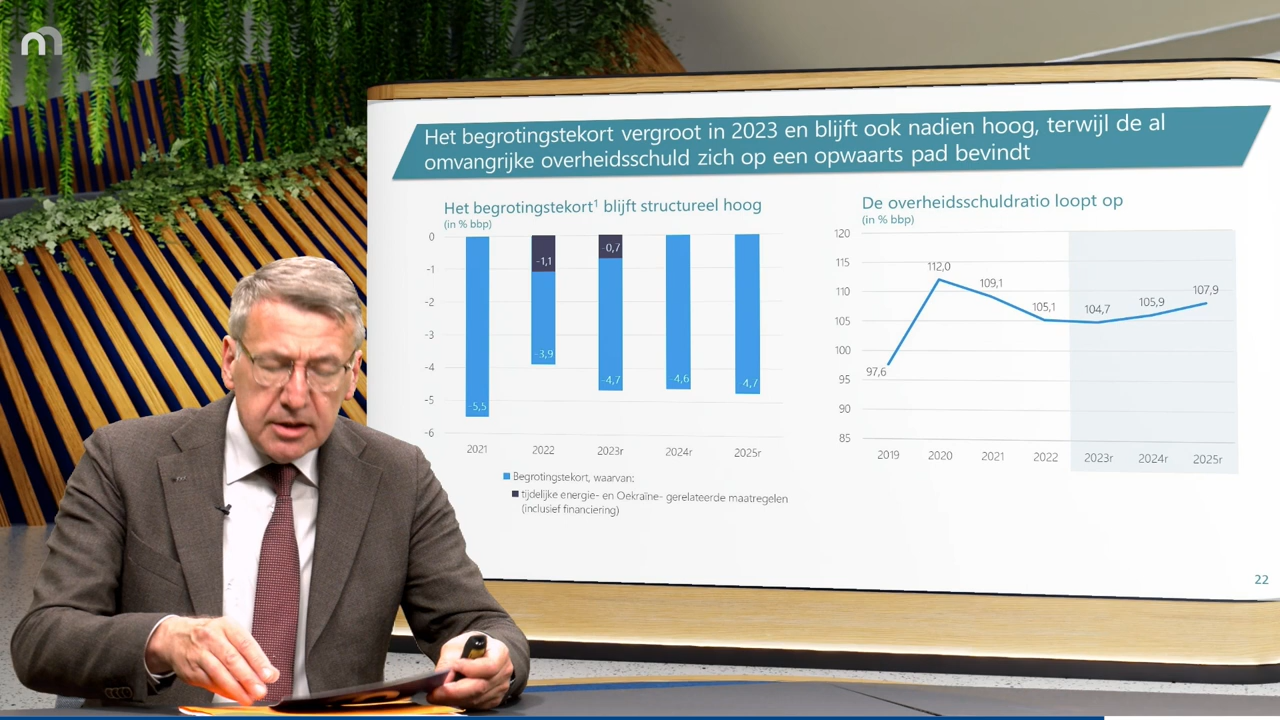 Het begrotingstekort vergroot in 2023 en blijft ook nadien hoog, terwijl de al
omvangrijke overheidsschuld zich op een opwaarts pad bevindt
Het begrotingstekort¹ blijft structureel hoog
(in % bbp)
0
-1
-2
-3
-4
-5
-6
-1,1
-0,7
-5,5
-3,9
-4,7
-4,6
-4,7
2021
2022
2023r
2024r
2025r
Begrotingstekort, waarvan:
tijdelijke energie- en Oekraïne- gerelateerde maatregelen
(inclusief financiering)
De overheidsschuldratio loopt op
(in % bbp)
120
115
110
105
100
95
90
85
97,6
112,0
109,1
105,1
104,7
105,9
107,9
2019
2020
2021
2022
2023r
2024r
2025r
22